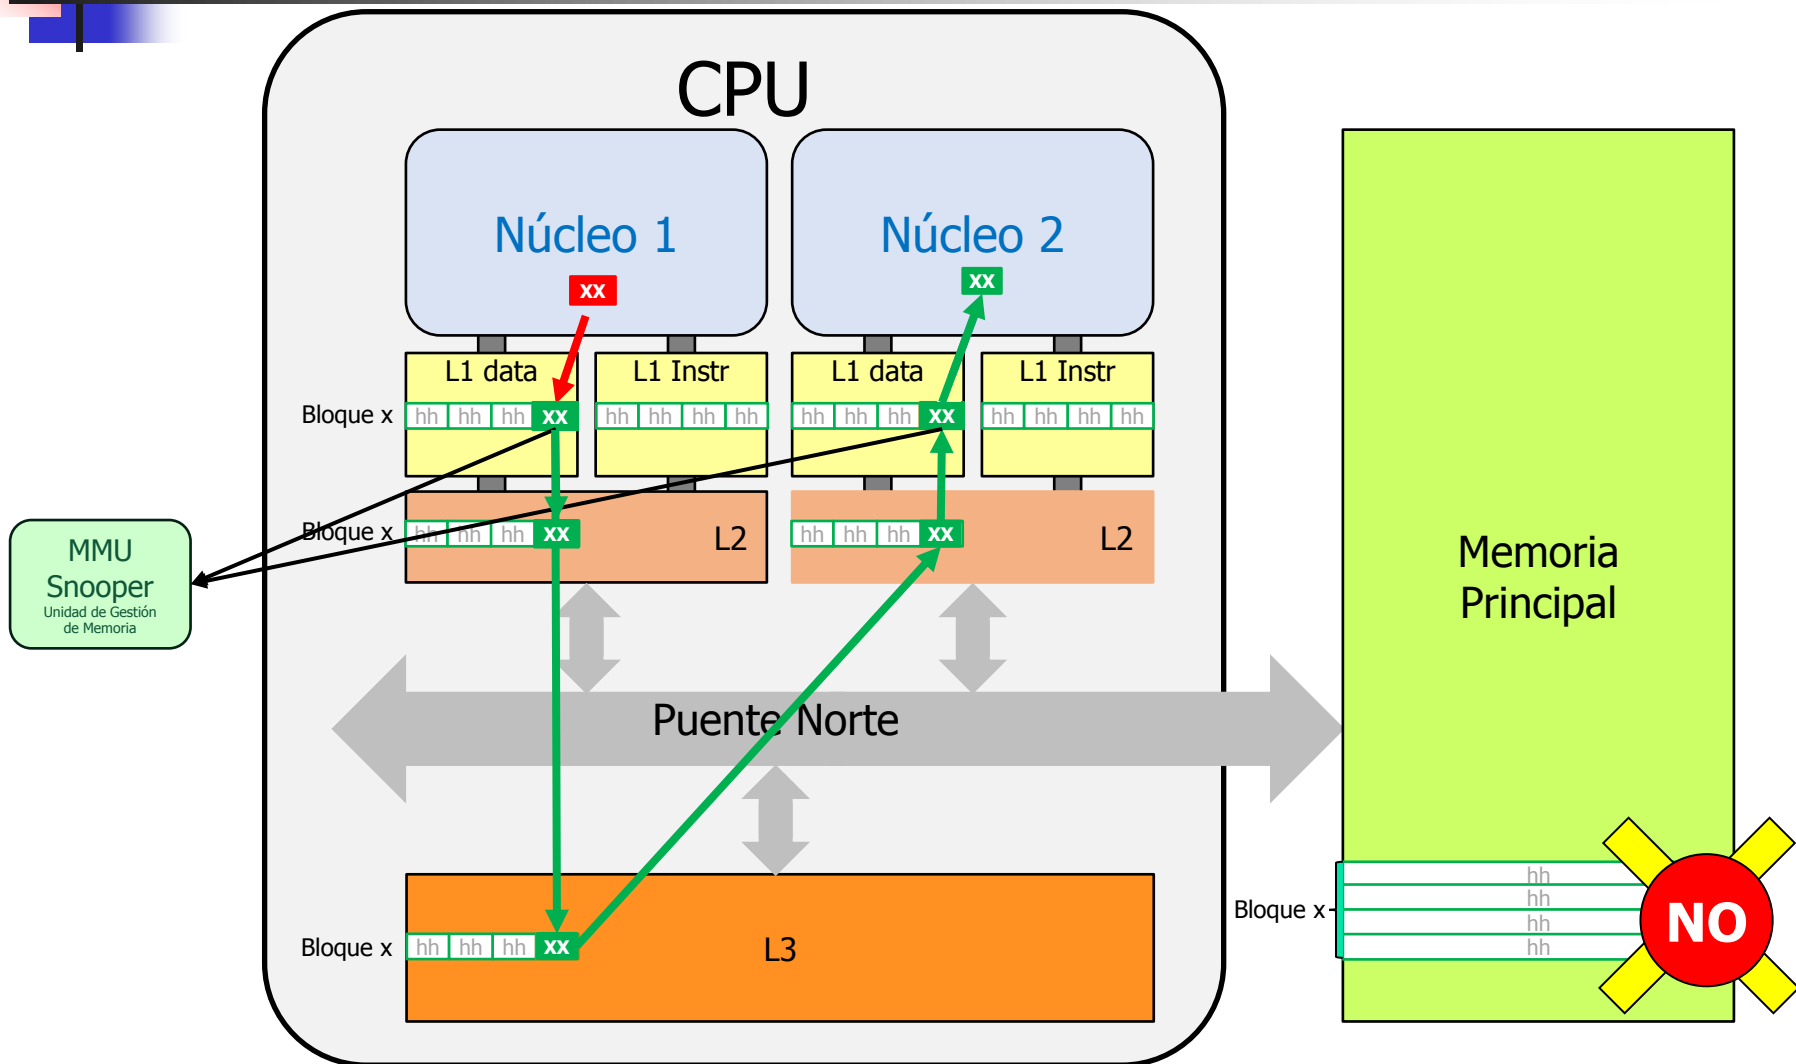 CPU
Núcleo 1
xx
Núcleo 2
xx
L1 data
L1 Instr
L1 data
L1 Instr
Bloque x
hh hh hh xx
hh hh hh hh
hh hh hh xx
hh hh hh hh
Bloque x
hh hh hh xx
L2
hh hh hh xx
L2
MMU
Snooper
Unidad de Gestión
de Memoria
Memoria
Principal
Puente Norte
Bloque x
hh
hh
hh
hh
NO
Bloque x
hh hh hh xx
L3